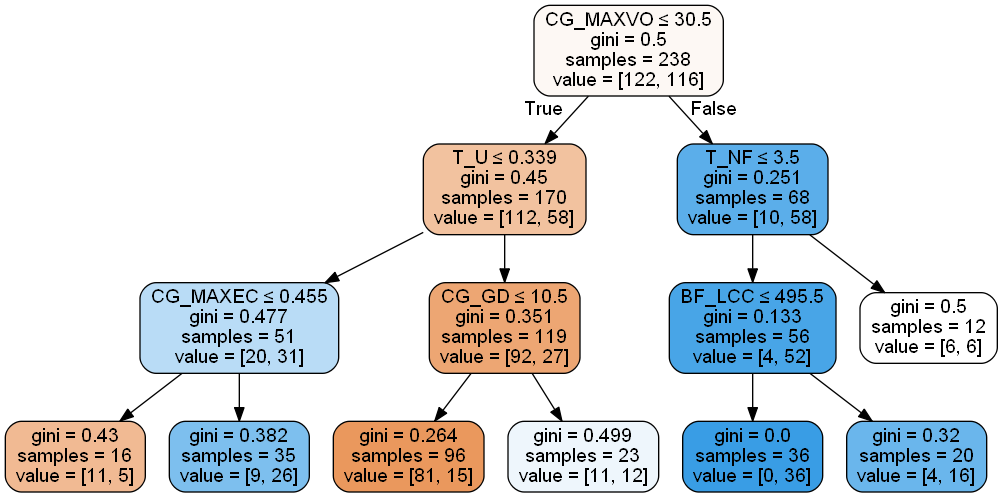 CG_MAXVO ≤ 30.5
gini = 0.5
samples = 238
value = [122, 116]
True
False
T_U ≤ 0.339
gini = 0.45
samples = 170
value = [112, 58]
T_NF ≤ 3.5
gini = 0.251
samples = 68
value = [10, 58]
CG_MAXEC ≤ 0.455
gini = 0.477
samples = 51
value = [20, 31]
CG_GD ≤ 10.5
gini = 0.351
samples = 119
value = [92, 27]
BF_LCC ≤ 495.5
gini = 0.133
samples = 56
value = [4, 52]
gini = 0.5
samples = 12
value = [6, 6]
gini = 0.43
samples = 16
value = [11, 5]
gini = 0.382
samples = 35
value = [9, 26]
gini = 0.264
samples = 96
value = [81, 15]
gini = 0.499
samples = 23
value = [11, 12]
gini = 0.0
samples = 36
value = [0, 36]
gini = 0.32
samples = 20
value = [4, 16]